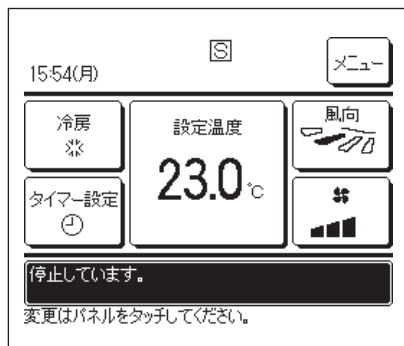 S
15:54(月)
メニュー
冷房
設定温度
風向
23.0℃
タイマー設定
停止しています。
変更はパネルをタッチしてください。